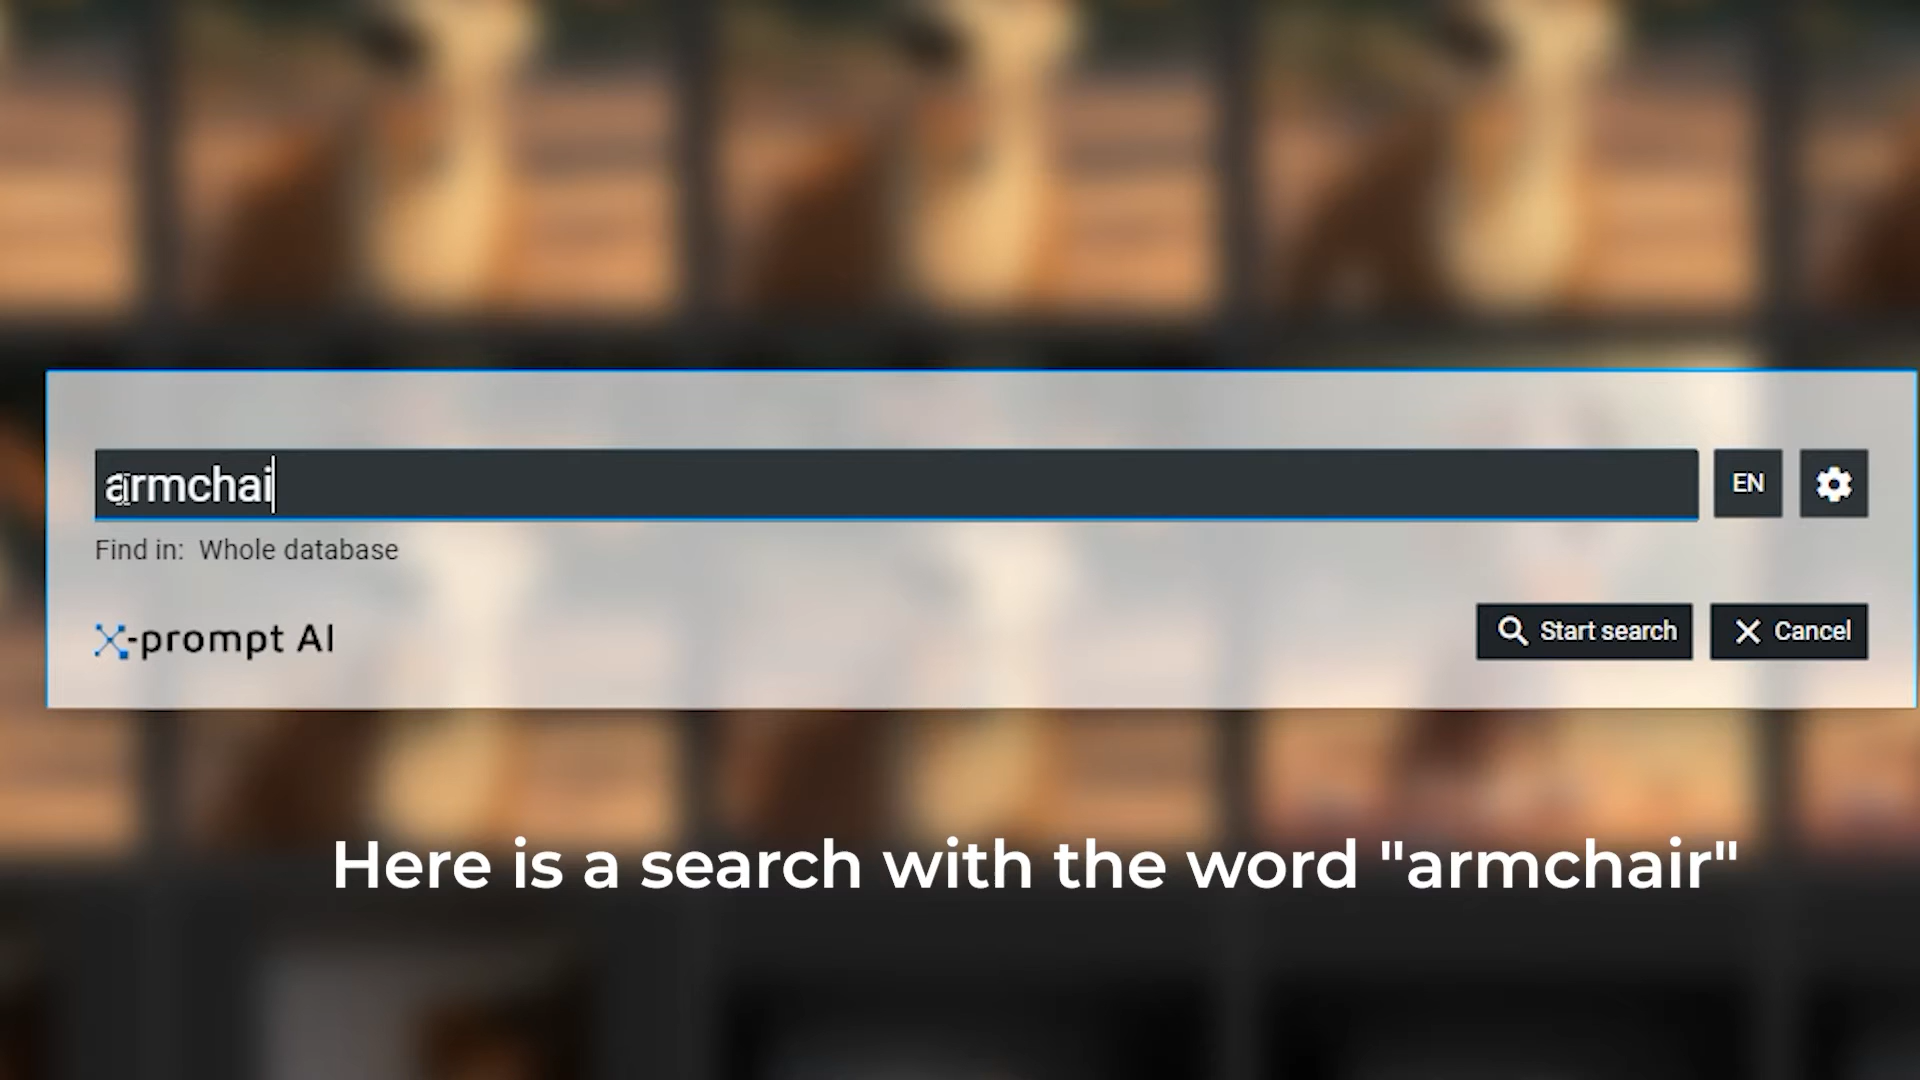 armchai
EN
Find in: Whole database
X-prompt AI
Start search
Cancel
Here is a search with the word "armchair"